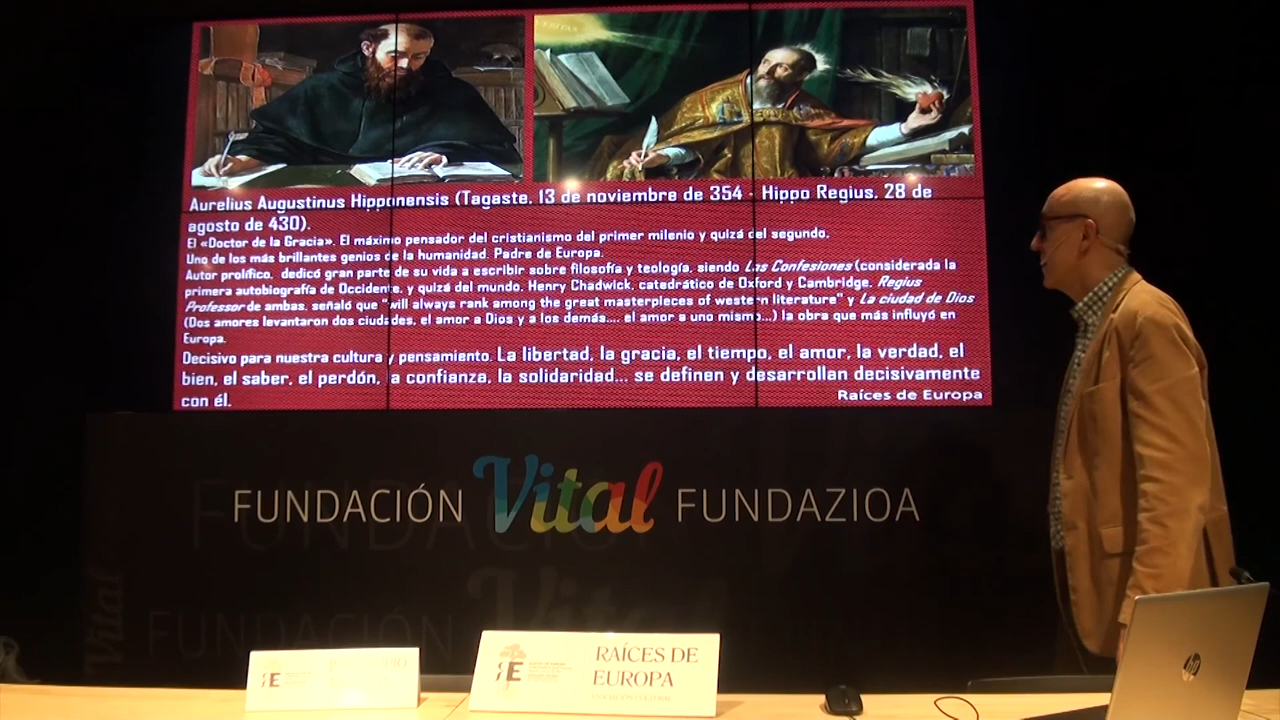 VERITAS
Aurelius Augustinus Hipponensis (Tagaste, 13 de noviembre de 354 - Hippo Regius, 28 de
agosto de 430).
El «Doctor de la Gracia». El máximo pensador del cristianismo del primer milenio y quizá del segundo.
Uno de los más brillantes genios de la humanidad. Padre de Europa.
Autor prolífico, dedicó gran parte de su vida a escribir sobre filosofía y teología, siendo Las Confesiones (considerada la
primera autobiografía de Occidente, y quizá del mundo. Henry Chadwick, catedrático de Oxford y Cambridge, Regius
Professor de ambas, señaló que "will always rank among the great masterpieces of western literature" y La ciudad de Dios
(Dos amores levantaron dos ciudades, el amor a Dios y a los demás.... el amor a uno mismo...) la obra que más influyó en
Europa.
Decisivo para nuestra cultura y pensamiento. La libertad, la gracia, el tiempo, el amor, la verdad, el
bien, el saber, el perdón, la confianza, la solidaridad... se definen y desarrollan decisivamente
con él.
Raíces de Europa
FUNDACIÓN Vital FUNDAZIOA
FUNDACIÓN Vital
Vital
RE
RE
RAÍCES DE
EUROPA
hp